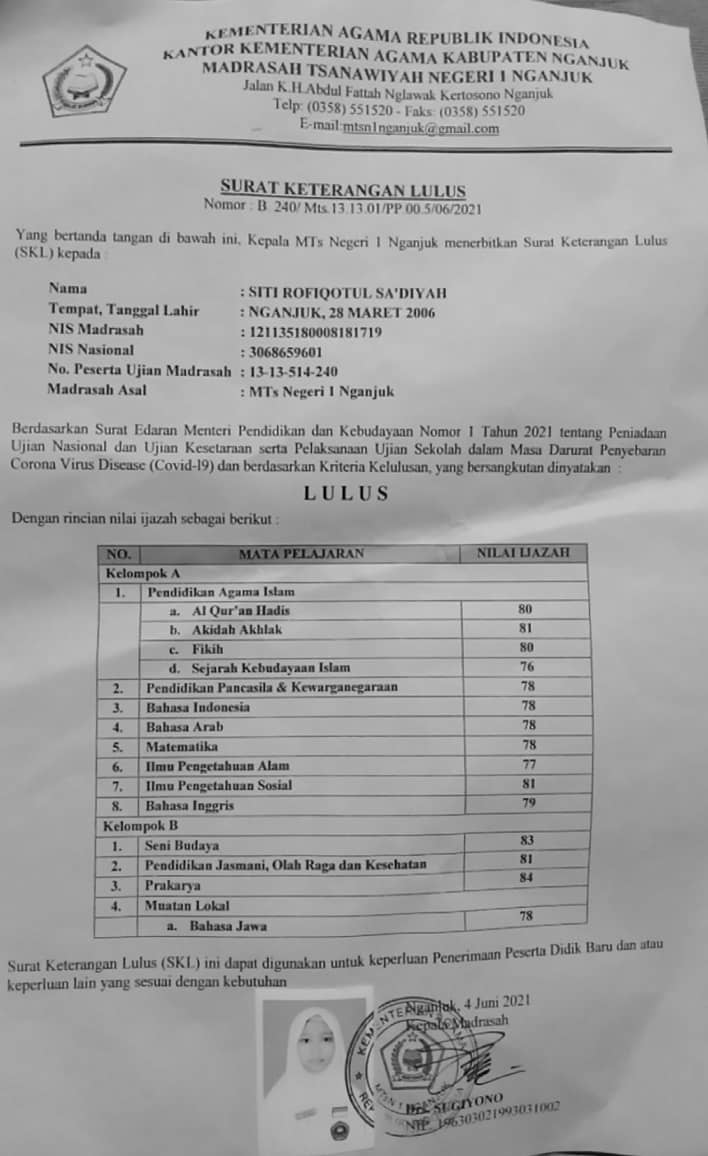 KEMENTERIAN AGAMA REPUBLIK INDONESIA
KANTOR KEMENTERIAN AGAMA KABUPATEN NGANJUK
MADRASAH TSANAWIYAH NEGERI 1 NGANJUK
Jalan K.H.Abdul Fattah Nglawak Kertosono Nganjuk
Telp: (0358) 551520 - Faks: (0358) 551520
E-mail:mtsn1nganjuk@gmail.com
SURAT KETERANGAN LULUS
Nomor : B 240/ Mts.13.13.01/PP.00.5/06/2021
Yang bertanda tangan di bawah ini, Kepala MTs Negeri 1 Nganjuk menerbitkan Surat Keterangan Lulus
(SKL) kepada :
Nama : SITI ROFIQOTUL SA'DIYAH
Tempat, Tanggal Lahir : NGANJUK, 28 MARET 2006
NIS Madrasah : 121135180008181719
NIS Nasional : 3068659601
No. Peserta Ujian Madrasah : 13-13-514-240
Madrasah Asal : MTs Negeri 1 Nganjuk
Berdasarkan Surat Edaran Menteri Pendidikan dan Kebudayaan Nomor 1 Tahun 2021 tentang Peniadaan
Ujian Nasional dan Ujian Kesetaraan serta Pelaksanaan Ujian Sekolah dalam Masa Darurat Penyebaran
Corona Virus Disease (Covid-19) dan berdasarkan Kriteria Kelulusan, yang bersangkutan dinyatakan :
L U L U S
Dengan rincian nilai ijazah sebagai berikut :
NO. MATA PELAJARAN NILAI IJAZAH
Kelompok A
1. Pendidikan Agama Islam
a. Al Qur'an Hadis 80
b. Akidah Akhlak 81
c. Fikih 80
d. Sejarah Kebudayaan Islam 76
2. Pendidikan Pancasila & Kewarganegaraan 78
3. Bahasa Indonesia 78
4. Bahasa Arab 78
5. Matematika 78
6. Ilmu Pengetahuan Alam 77
7. Ilmu Pengetahuan Sosial 81
8. Bahasa Inggris 79
Kelompok B
1. Seni Budaya 83
2. Pendidikan Jasmani, Olah Raga dan Kesehatan 81
3. Prakarya 84
4. Muatan Lokal
a. Bahasa Jawa 78
Surat Keterangan Lulus (SKL) ini dapat digunakan untuk keperluan Penerimaan Peserta Didik Baru dan atau
keperluan lain yang sesuai dengan kebutuhan
Nganjuk, 4 Juni 2021
Kepala Madrasah
Drs. SUGIYONO
NIP. 196303021993031002